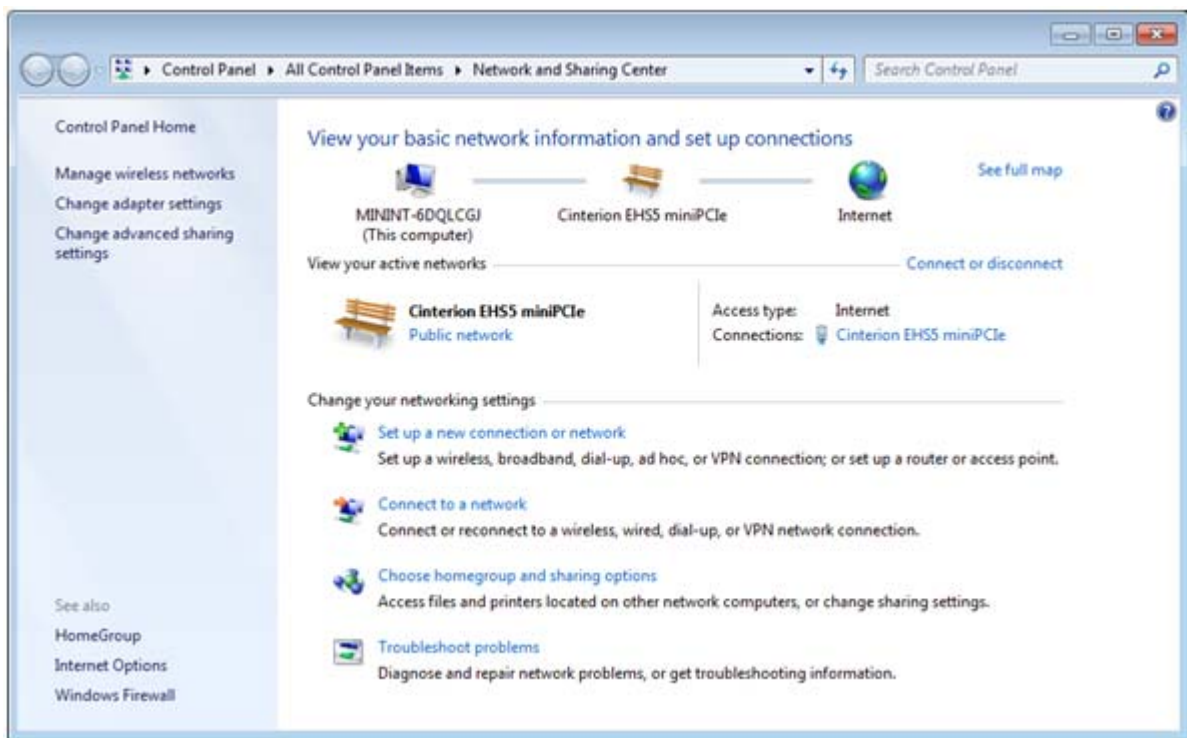 Control Panel ▸ All Control Panel Items ▸ Network and Sharing Center
Search Control Panel
Control Panel Home
Manage wireless networks
Change adapter settings
Change advanced sharing
settings
See also
HomeGroup
Internet Options
Windows Firewall
View your basic network information and set up connections
MININT-6DQLCGJ
(This computer)
Cinterion EHS5 miniPCIe
Internet
See full map
View your active networks
Connect or disconnect
Cinterion EHS5 miniPCIe
Public network
Access type: Internet
Connections: Cinterion EHS5 miniPCIe
Change your networking settings
Set up a new connection or network
Set up a wireless, broadband, dial-up, ad hoc, or VPN connection; or set up a router or access point.
Connect to a network
Connect or reconnect to a wireless, wired, dial-up, or VPN network connection.
Choose homegroup and sharing options
Access files and printers located on other network computers, or change sharing settings.
Troubleshoot problems
Diagnose and repair network problems, or get troubleshooting information.